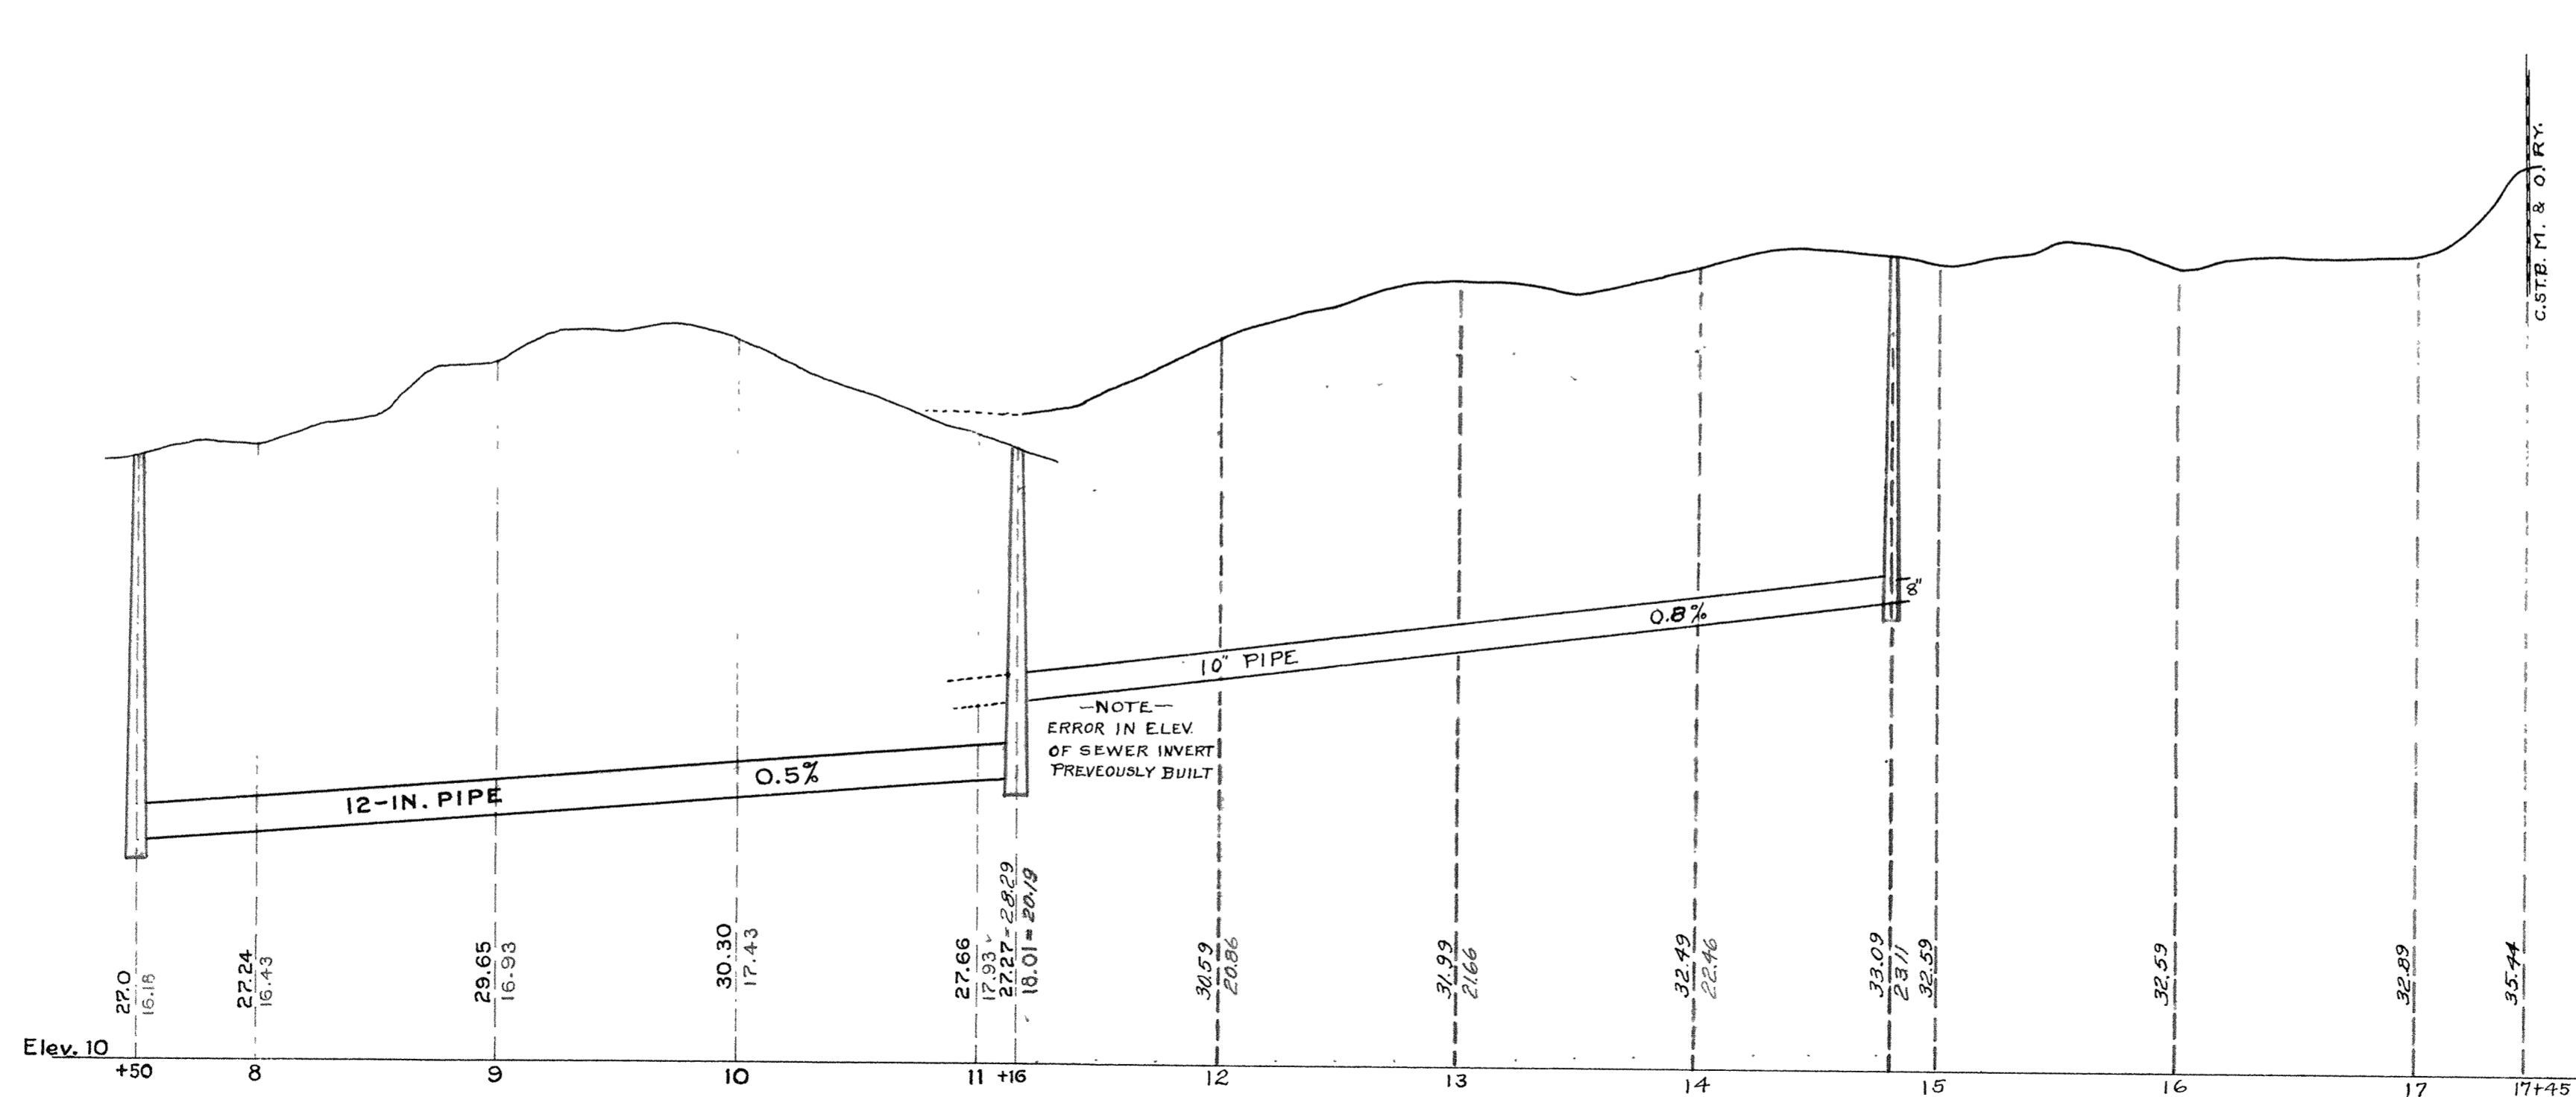 C.ST.P. M. & O. RY.
8"
0.8%
10" PIPE
—NOTE—
ERROR IN ELEV.
OF SEWER INVERT
PREVEOUSLY BUILT
0.5%
12-IN. PIPE
27.0
16.18
27.24
16.43
29.65
16.93
30.30
17.43
27.66
17.93
27.27 = 28.29
18.01 = 20.19
30.59
20.86
31.99
21.66
32.49
22.46
33.09
23.11
32.59
32.59
32.89
35.44
Elev. 10
+50 8 9 10 11 +16 12 13 14 15 16 17 17+45